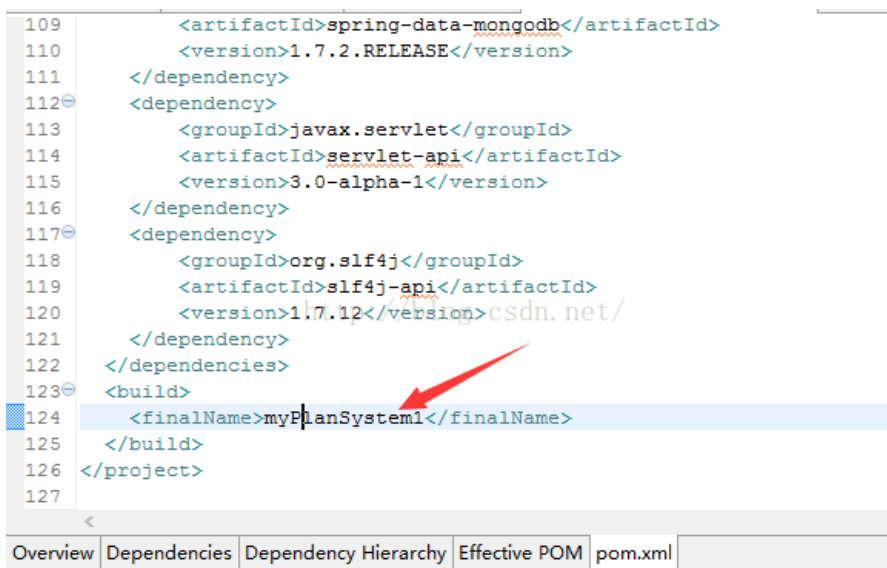 109 <artifactId>spring-data-mongodb</artifactId>
110 <version>1.7.2.RELEASE</version>
111 </dependency>
112 <dependency>
113 <groupId>javax.servlet</groupId>
114 <artifactId>servlet-api</artifactId>
115 <version>3.0-alpha-1</version>
116 </dependency>
117 <dependency>
118 <groupId>org.slf4j</groupId>
119 <artifactId>slf4j-api</artifactId>
120 <version>1.7.12</version>
http://blog.csdn.net/
121 </dependency>
122 </dependencies>
123 <build>
124 <finalName>myPlanSystem1</finalName>
125 </build>
126 </project>
127
Overview Dependencies Dependency Hierarchy Effective POM pom.xml